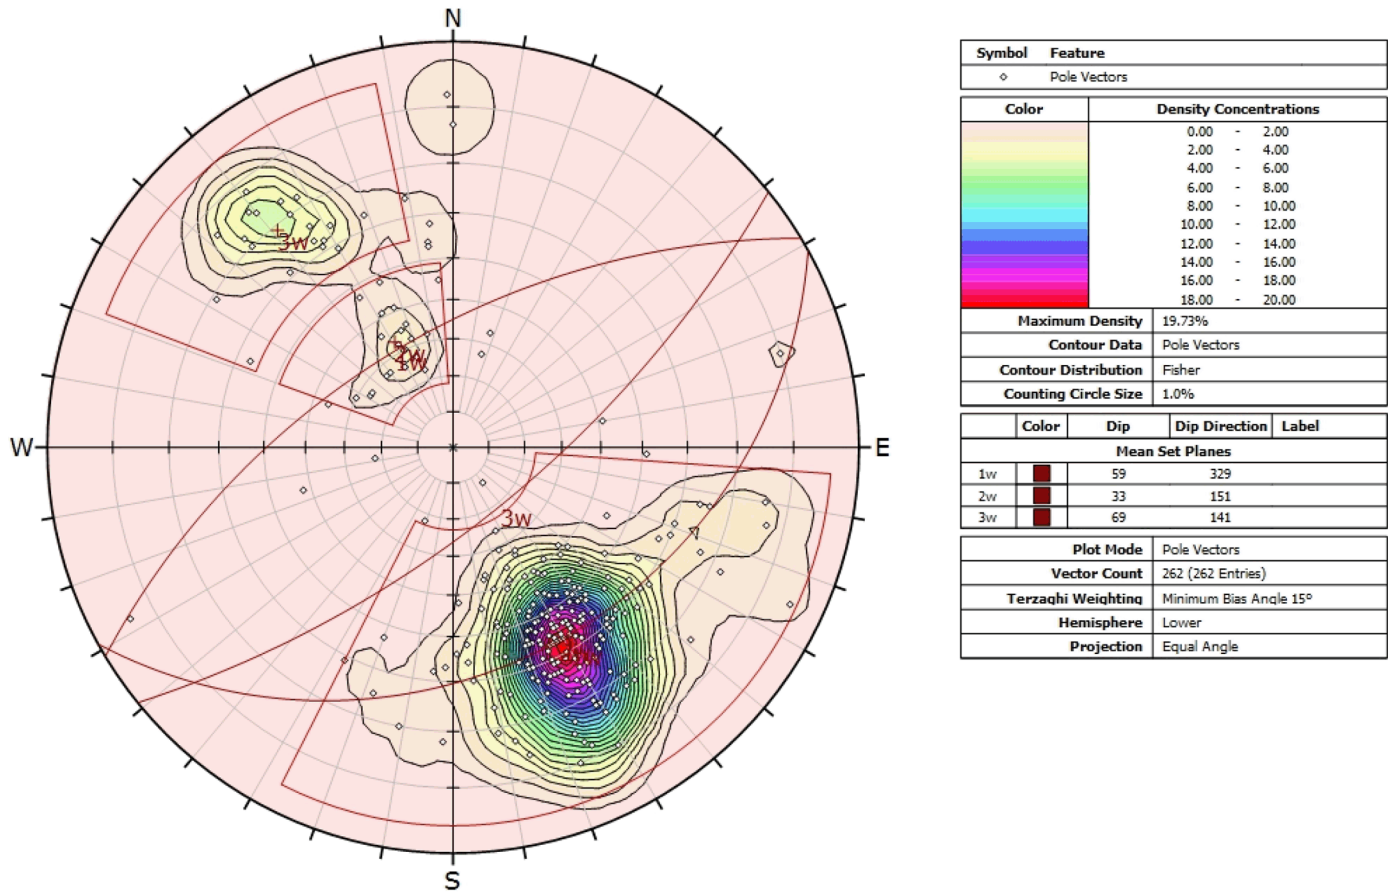 N
W
E
S
3w
2w
1w
3w
Symbol Feature
Pole Vectors
Color Density Concentrations
0.00 - 2.00
2.00 - 4.00
4.00 - 6.00
6.00 - 8.00
8.00 - 10.00
10.00 - 12.00
12.00 - 14.00
14.00 - 16.00
16.00 - 18.00
18.00 - 20.00
Maximum Density 19.73%
Contour Data Pole Vectors
Contour Distribution Fisher
Counting Circle Size 1.0%
Color Dip Dip Direction Label
Mean Set Planes
1w 59 329
2w 33 151
3w 69 141
Plot Mode Pole Vectors
Vector Count 262 (262 Entries)
Terzaghi Weighting Minimum Bias Angle 15°
Hemisphere Lower
Projection Equal Angle